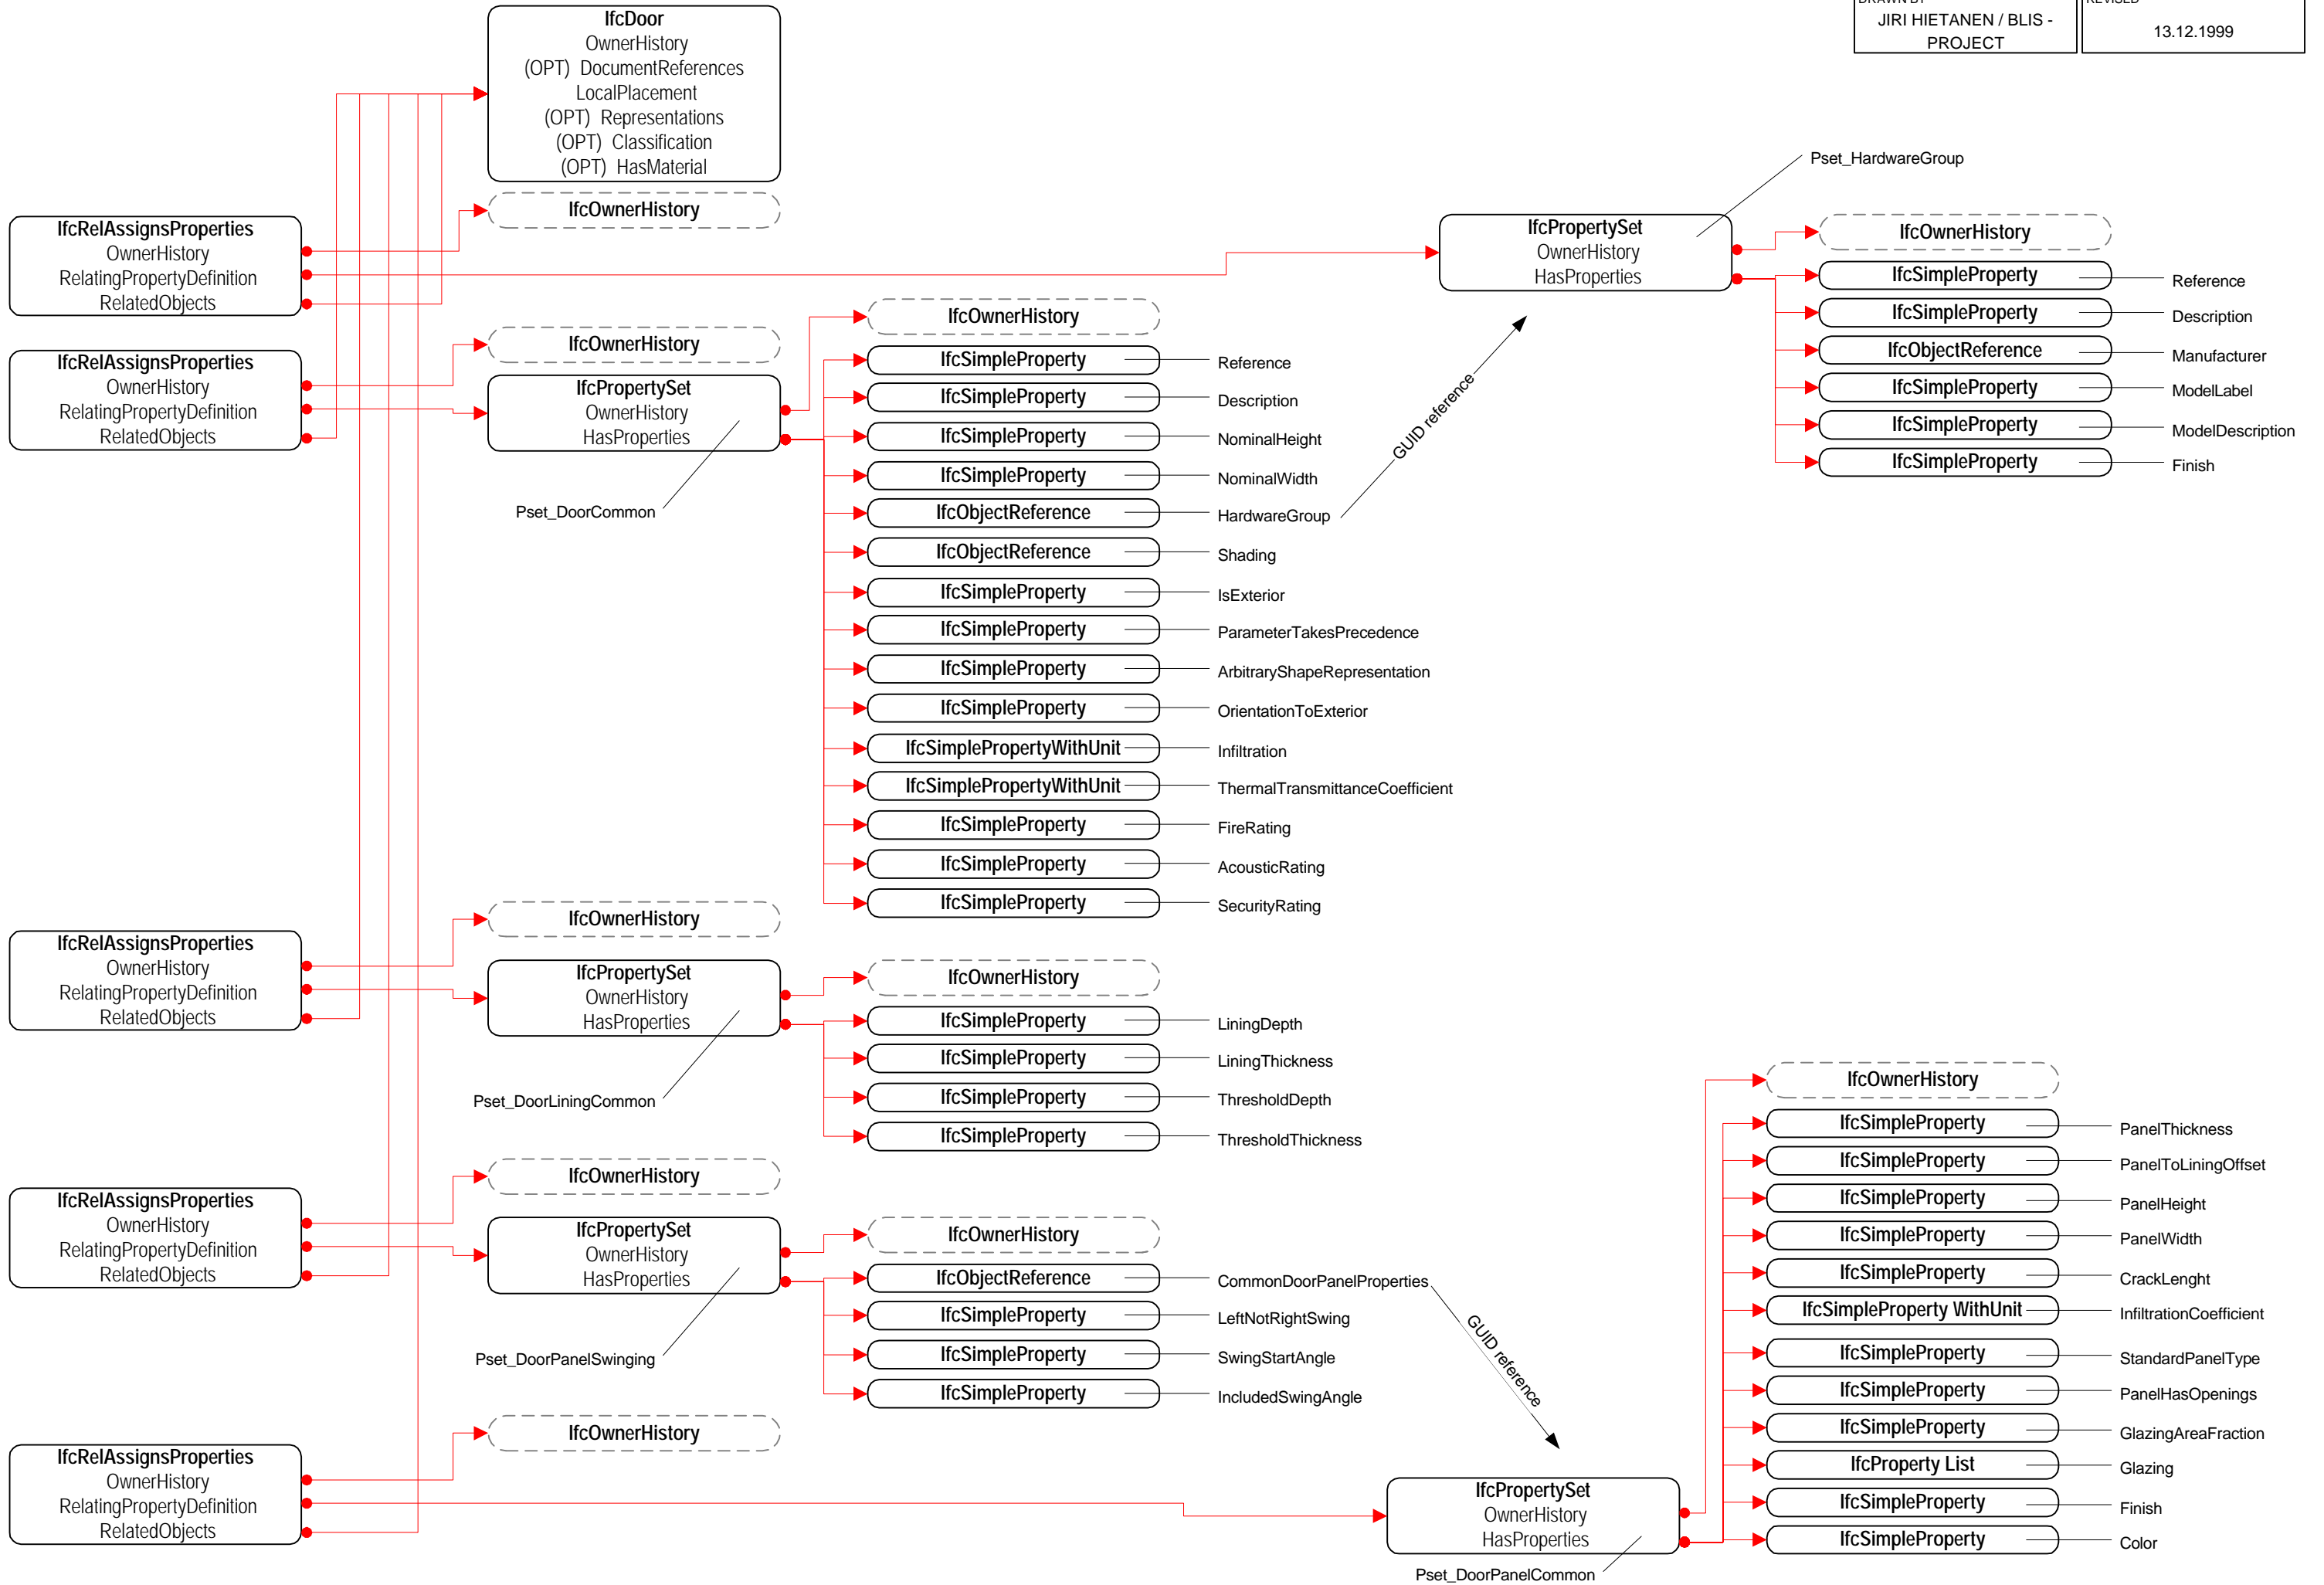 DRAWN BY
JIRI HIETANEN / BLIS -
PROJECT
REVISED
13.12.1999
IfcDoor
OwnerHistory
(OPT) DocumentReferences
LocalPlacement
(OPT) Representations
(OPT) Classification
(OPT) HasMaterial
IfcOwnerHistory
IfcRelAssignsProperties
OwnerHistory
RelatingPropertyDefinition
RelatedObjects
Pset_HardwareGroup
IfcPropertySet
OwnerHistory
HasProperties
IfcOwnerHistory
IfcSimpleProperty
Reference
IfcSimpleProperty
Description
IfcObjectReference
Manufacturer
IfcSimpleProperty
ModelLabel
IfcSimpleProperty
ModelDescription
IfcSimpleProperty
Finish
IfcRelAssignsProperties
OwnerHistory
RelatingPropertyDefinition
RelatedObjects
IfcOwnerHistory
IfcPropertySet
OwnerHistory
HasProperties
Pset_DoorCommon
IfcOwnerHistory
IfcSimpleProperty
Reference
IfcSimpleProperty
Description
IfcSimpleProperty
NominalHeight
IfcSimpleProperty
NominalWidth
IfcObjectReference
HardwareGroup
GUID reference
IfcObjectReference
Shading
IfcSimpleProperty
IsExterior
IfcSimpleProperty
ParameterTakesPrecedence
IfcSimpleProperty
ArbitraryShapeRepresentation
IfcSimpleProperty
OrientationToExterior
IfcSimplePropertyWithUnit
Infiltration
IfcSimplePropertyWithUnit
ThermalTransmittanceCoefficient
IfcSimpleProperty
FireRating
IfcSimpleProperty
AcousticRating
IfcSimpleProperty
SecurityRating
IfcRelAssignsProperties
OwnerHistory
RelatingPropertyDefinition
RelatedObjects
IfcOwnerHistory
IfcPropertySet
OwnerHistory
HasProperties
Pset_DoorLiningCommon
IfcOwnerHistory
IfcSimpleProperty
LiningDepth
IfcSimpleProperty
LiningThickness
IfcSimpleProperty
ThresholdDepth
IfcSimpleProperty
ThresholdThickness
IfcRelAssignsProperties
OwnerHistory
RelatingPropertyDefinition
RelatedObjects
IfcOwnerHistory
IfcPropertySet
OwnerHistory
HasProperties
Pset_DoorPanelSwinging
IfcOwnerHistory
IfcObjectReference
CommonDoorPanelProperties
GUID reference
IfcSimpleProperty
LeftNotRightSwing
IfcSimpleProperty
SwingStartAngle
IfcSimpleProperty
IncludedSwingAngle
IfcRelAssignsProperties
OwnerHistory
RelatingPropertyDefinition
RelatedObjects
IfcOwnerHistory
IfcPropertySet
OwnerHistory
HasProperties
Pset_DoorPanelCommon
IfcOwnerHistory
IfcSimpleProperty
PanelThickness
IfcSimpleProperty
PanelToLiningOffset
IfcSimpleProperty
PanelHeight
IfcSimpleProperty
PanelWidth
IfcSimpleProperty
CrackLenght
IfcSimpleProperty WithUnit
InfiltrationCoefficient
IfcSimpleProperty
StandardPanelType
IfcSimpleProperty
PanelHasOpenings
IfcSimpleProperty
GlazingAreaFraction
IfcProperty List
Glazing
IfcSimpleProperty
Finish
IfcSimpleProperty
Color